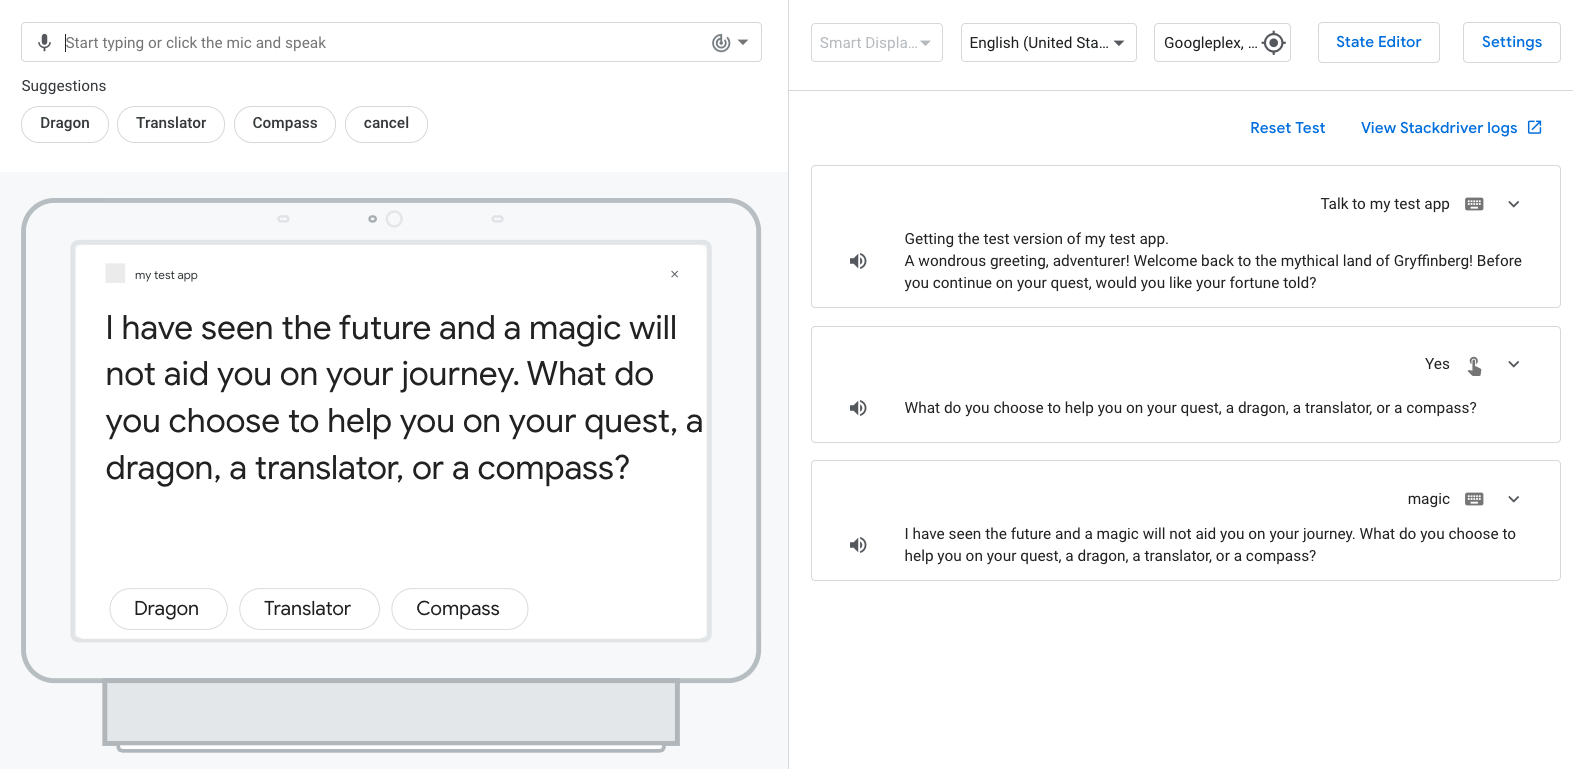 Start typing or click the mic and speak
Suggestions
Dragon
Translator
Compass
cancel
my test app
I have seen the future and a magic will
not aid you on your journey. What do
you choose to help you on your quest, a
dragon, a translator, or a compass?
Dragon
Translator
Compass
Smart Displa...
English (United Sta...
Googleplex, ...
State Editor
Settings
Reset Test
View Stackdriver logs
Talk to my test app
Getting the test version of my test app.
A wondrous greeting, adventurer! Welcome back to the mythical land of Gryffinberg! Before
you continue on your quest, would you like your fortune told?
Yes
What do you choose to help you on your quest, a dragon, a translator, or a compass?
magic
I have seen the future and a magic will not aid you on your journey. What do you choose to
help you on your quest, a dragon, a translator, or a compass?